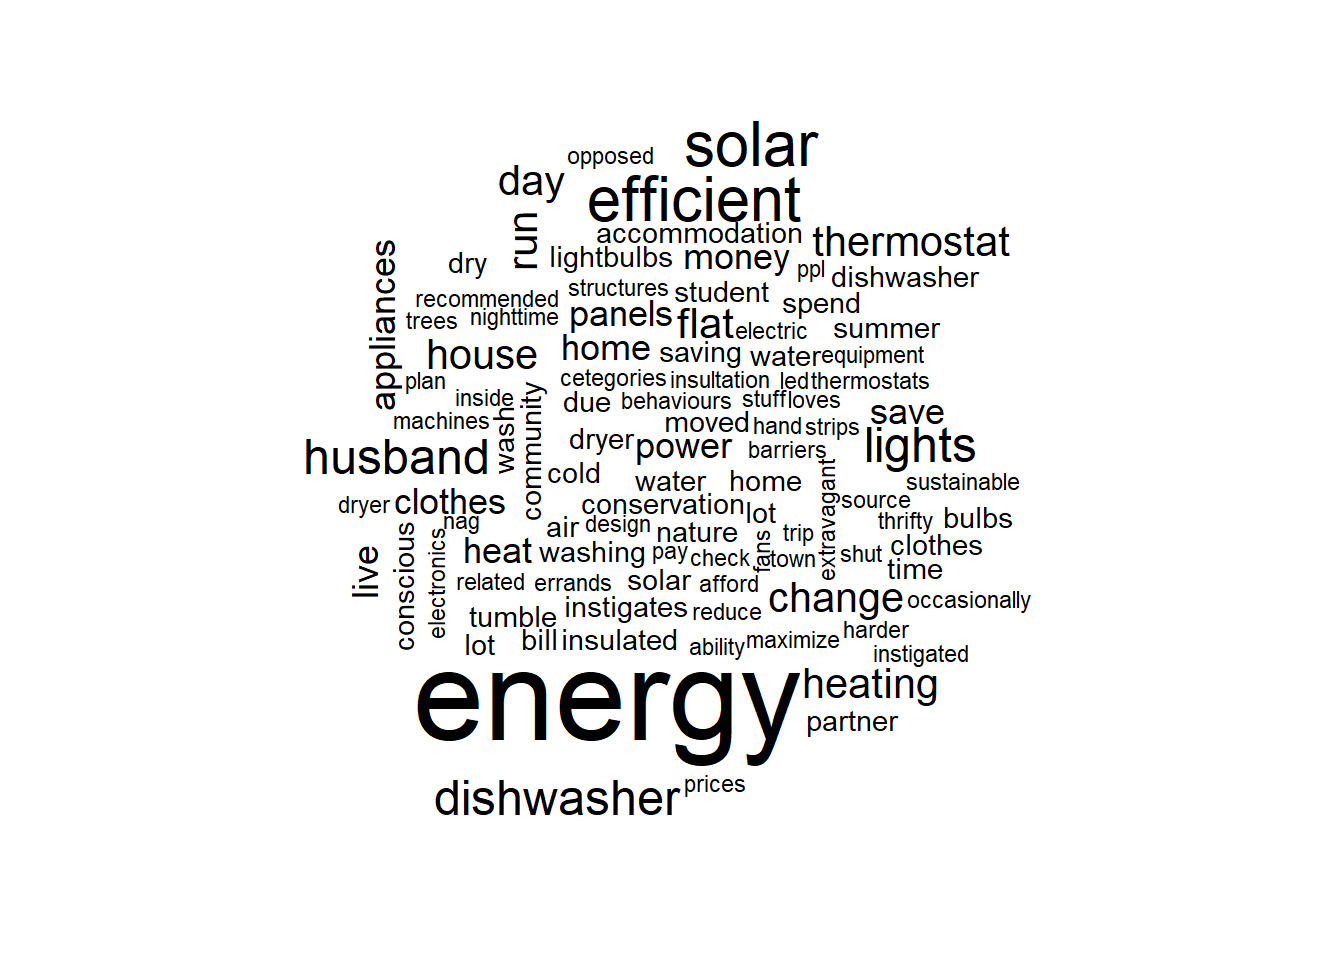 solar
opposed
day
efficient
run
accommodation
thermostat
appliances
dry
lightbulbs
money
ppl
dishwasher
recommended
structures
student
spend
trees
nighttime
panels
flat
electric
summer
house
home
saving
water
equipment
plan
cetegories
insultation
led
thermostats
inside
community
due
behaviours
stuff
loves
machines
wash
moved
hand
strips
save
husband
dryer
power
barriers
lights
cold
water
home
extravagant
sustainable
dryer
clothes
nag
conservation
lot
source
thrifty
bulbs
conscious
electronics
air
design
nature
trip
fans
live
heat
washing
pay
check
town
shut
clothes
time
related
errands
solar
afford
change
occasionally
tumble
instigates
reduce
harder
lot
bill
insulated
ability
maximize
instigated
energy
heating
partner
dishwasher
prices